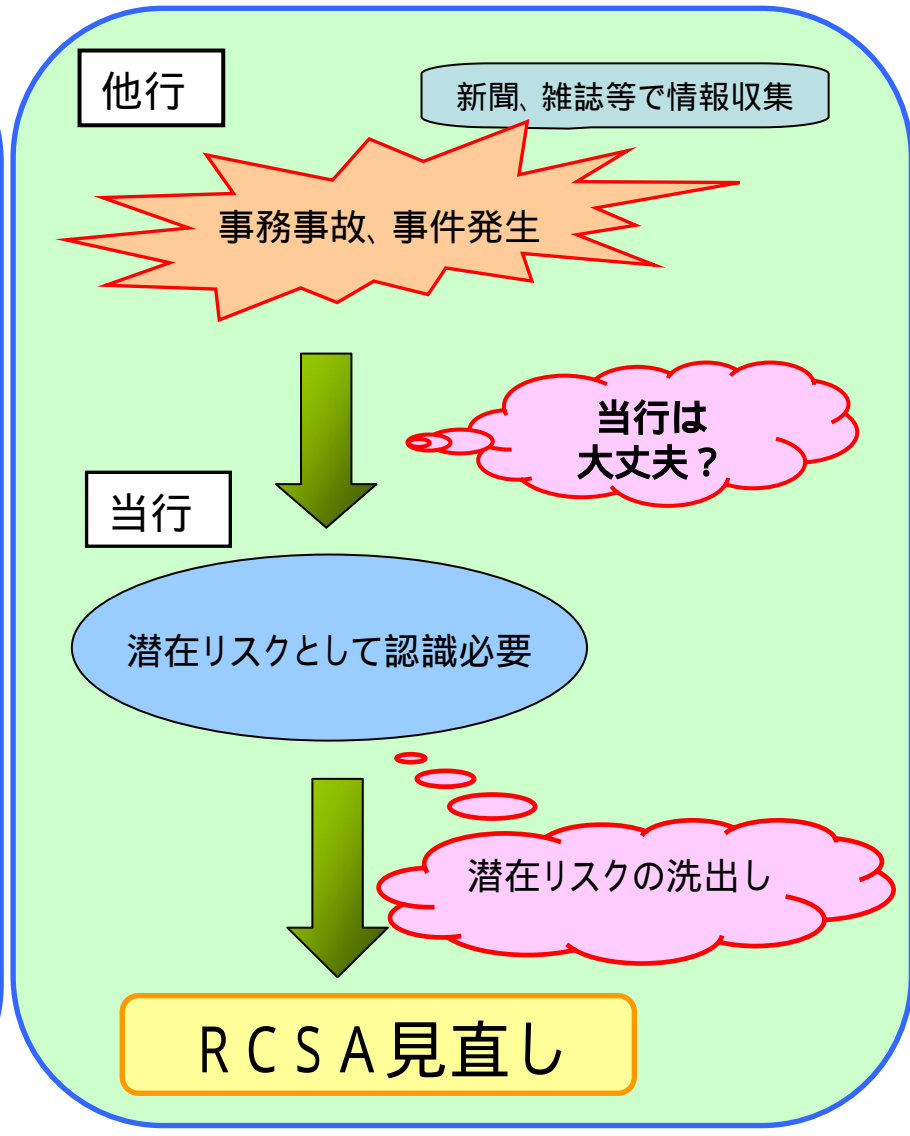 他行
新聞、雑誌等で情報収集
事務事故、事件発生
当行は
大丈夫？
当行
潜在リスクとして認識必要
潜在リスクの洗出し
ＲＣＳＡ見直し